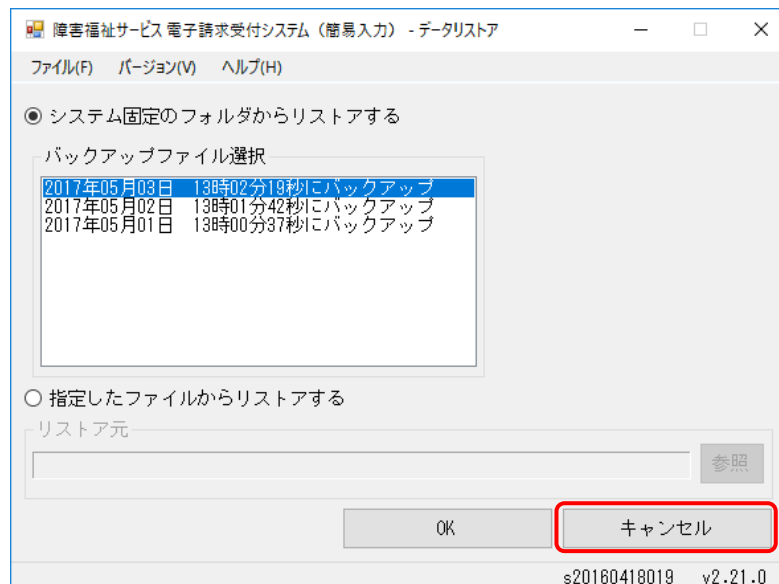 障害福祉サービス 電子請求受付システム（簡易入力） - データリストア
ファイル(F) バージョン(V) ヘルプ(H)
システム固定のフォルダからリストアする
バックアップファイル選択
2017年05月03日 13時02分19秒にバックアップ
2017年05月02日 13時01分42秒にバックアップ
2017年05月01日 13時00分37秒にバックアップ
指定したファイルからリストアする
リストア元
参照
OK キャンセル
s20160418019 v2.21.0